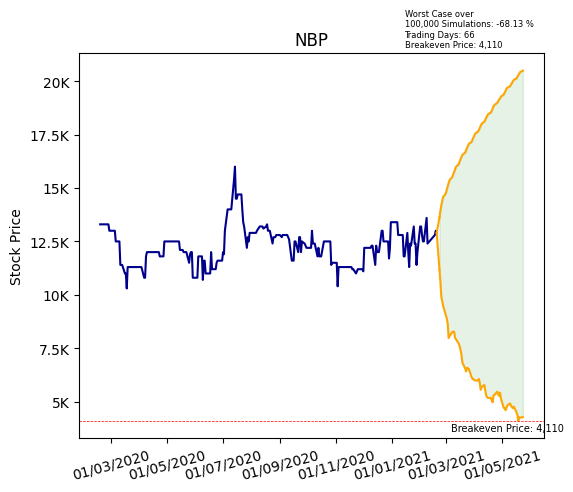 Worst Case over
100,000 Simulations: -68.13 %
Trading Days: 66
Breakeven Price: 4,110
NBP
Stock Price
20K
17.5K
15K
12.5K
10K
7.5K
5K
Breakeven Price: 4,110
01/03/2020 01/05/2020 01/07/2020 01/09/2020 01/11/2020 01/01/2021 01/03/2021 01/05/2021